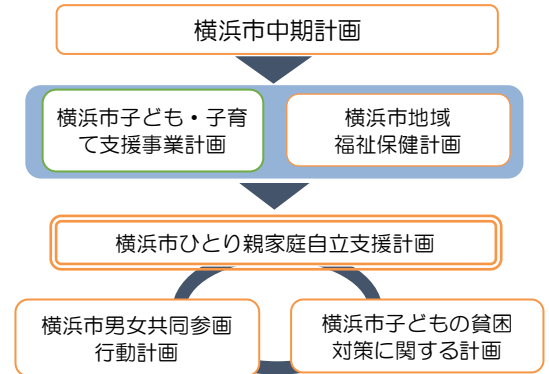 横浜市中期計画
横浜市子ども・子育
て支援事業計画
横浜市地域
福祉保健計画
横浜市ひとり親家庭自立支援計画
横浜市男女共同参画
行動計画
横浜市子どもの貧困
対策に関する計画